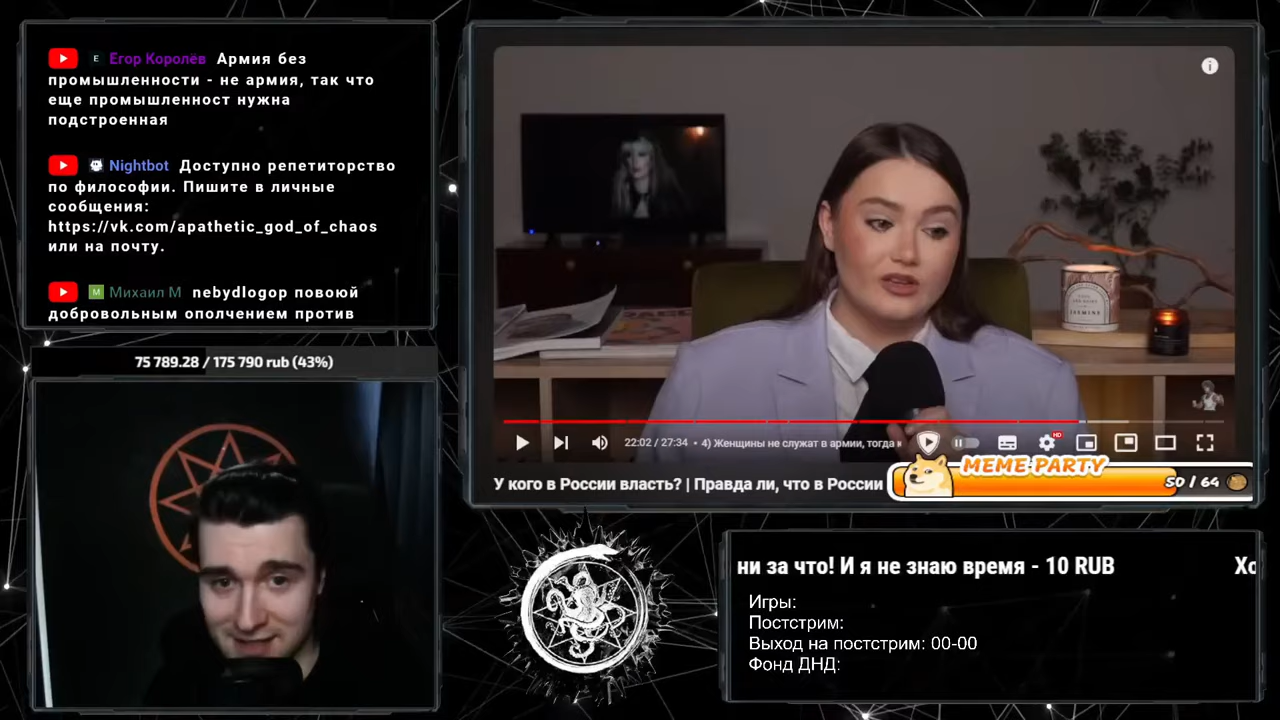 E Егор Королёв Армия без
промышленности - не армия, так что
еще промышленност нужна
подстроенная
Nightbot Доступно репетиторство
по философии. Пишите в личные
сообщения:
https://vk.com/apathetic_god_of_chaos
или на почту.
М Михаил М nebydlogop повоюй
добровольным ополчением против
75 789.28 / 175 790 rub (43%)
JASMINE
22:02 / 27:34 • 4) Женщины не служат в армии, тогда к
HD
MEME PARTY
50 / 64
У кого в России власть? | Правда ли, что в России
ни за что! И я не знаю время - 10 RUB
Хо
Игры:
Постстрим:
Выход на постстрим: 00-00
Фонд ДНД: